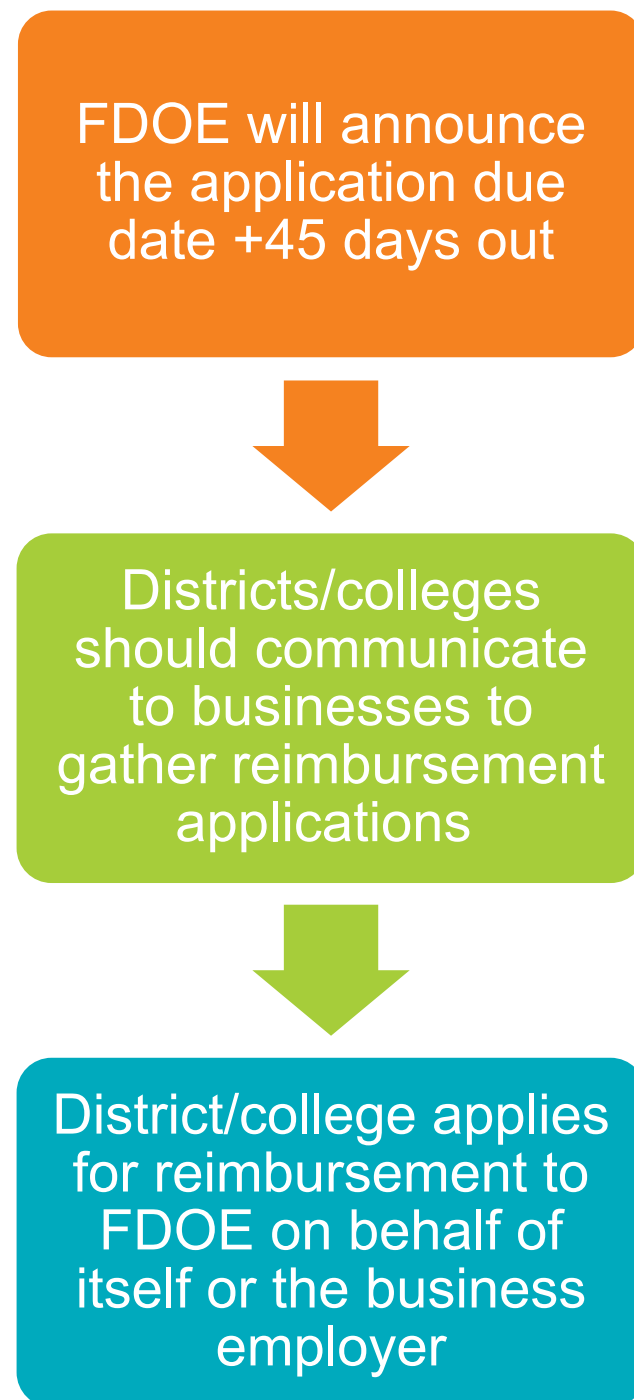 FDOE will announce
the application due
date +45 days out
Districts/colleges
should communicate
to businesses to
gather reimbursement
applications
District/college applies
for reimbursement to
FDOE on behalf of
itself or the business
employer